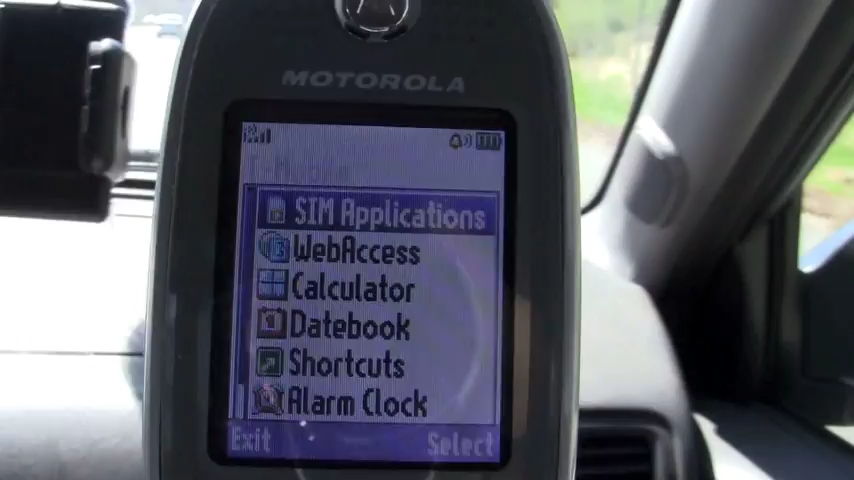 MOTOROLA
SIM Applications
WebAccess
Calculator
Datebook
Shortcuts
Alarm Clock
Exit Select